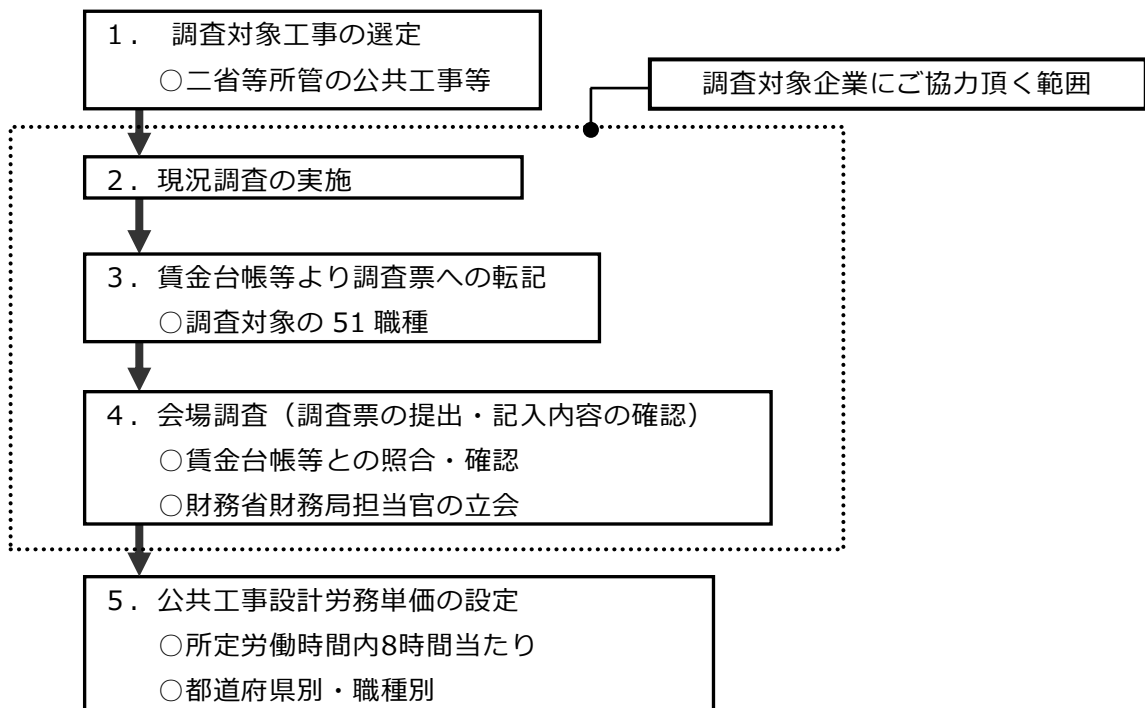 １． 調査対象工事の選定
○二省等所管の公共工事等
調査対象企業にご協力頂く範囲
２．現況調査の実施
３．賃金台帳等より調査票への転記
○調査対象の 51 職種
４．会場調査（調査票の提出・記入内容の確認）
○賃金台帳等との照合・確認
○財務省財務局担当官の立会
５．公共工事設計労務単価の設定
○所定労働時間内8時間当たり
○都道府県別・職種別